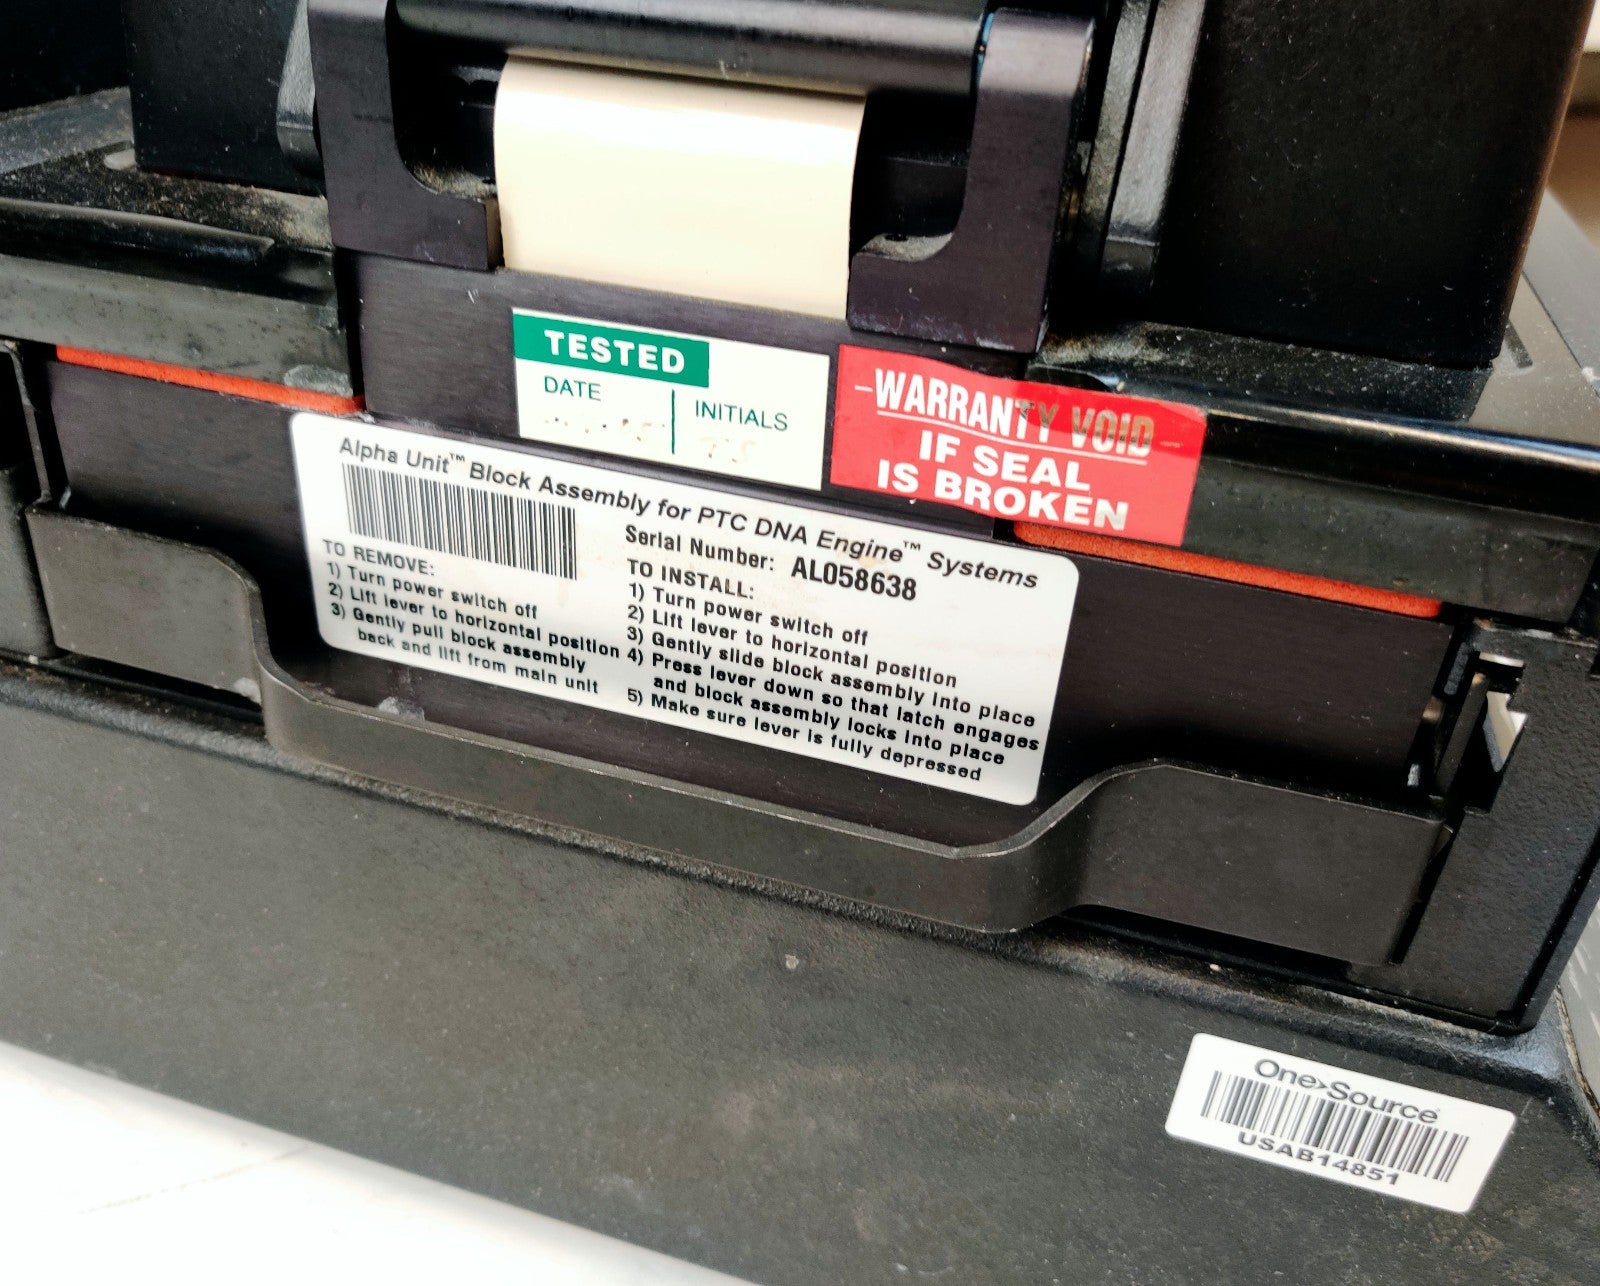 TESTED
DATE
INITIALS
-WARRANTY VOID-
IF SEAL
IS BROKEN
Alpha Unit™ Block Assembly for PTC DNA Engine™ Systems
Serial Number: AL058638
TO REMOVE:
1) Turn power switch off
2) Lift lever to horizontal position
3) Gently pull block assembly
back and lift from main unit
TO INSTALL:
1) Turn power switch off
2) Lift lever to horizontal position
3) Gently slide block assembly into place
4) Press lever down so that latch engages
and block assembly locks into place
5) Make sure lever is fully depressed
One>Source
USAB14851